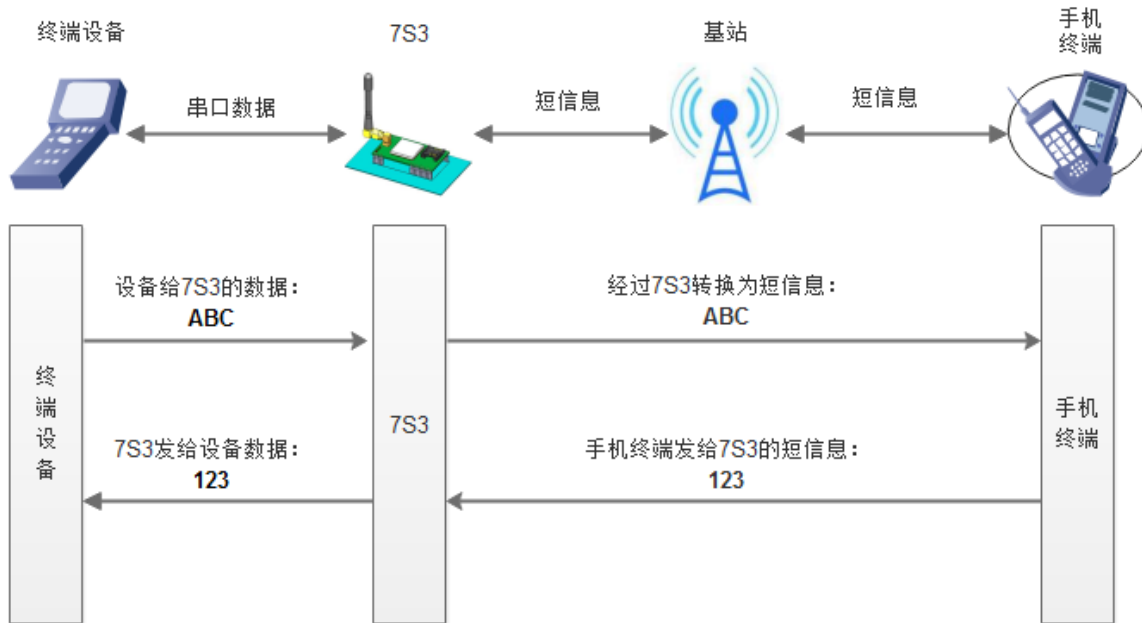 终端设备
7S3
基站
手机
终端
串口数据
短信息
短信息
设备给7S3的数据：
ABC
经过7S3转换为短信息：
ABC
终
端
设
备
7S3
手机
终端
7S3发给设备数据：
123
手机终端发给7S3的短信息：
123